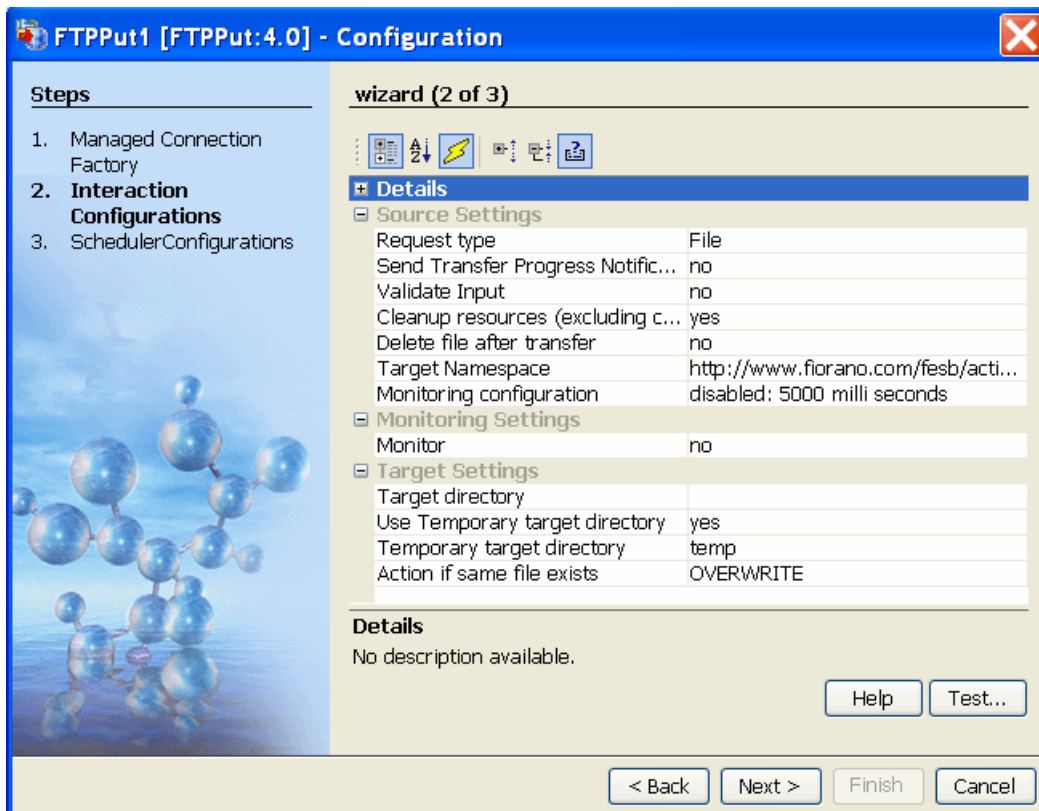 FTPPut1 [FTPPut:4.0] - Configuration
Steps
1. Managed Connection
Factory
2. Interaction
Configurations
3. SchedulerConfigurations
wizard (2 of 3)
Details
Source Settings
Request type File
Send Transfer Progress Notific... no
Validate Input no
Cleanup resources (excluding c... yes
Delete file after transfer no
Target Namespace http://www.fiorano.com/fesb/acti...
Monitoring configuration disabled: 5000 milli seconds
Monitoring Settings
Monitor no
Target Settings
Target directory
Use Temporary target directory yes
Temporary target directory temp
Action if same file exists OVERWRITE
Details
No description available.
Help Test...
< Back Next > Finish Cancel